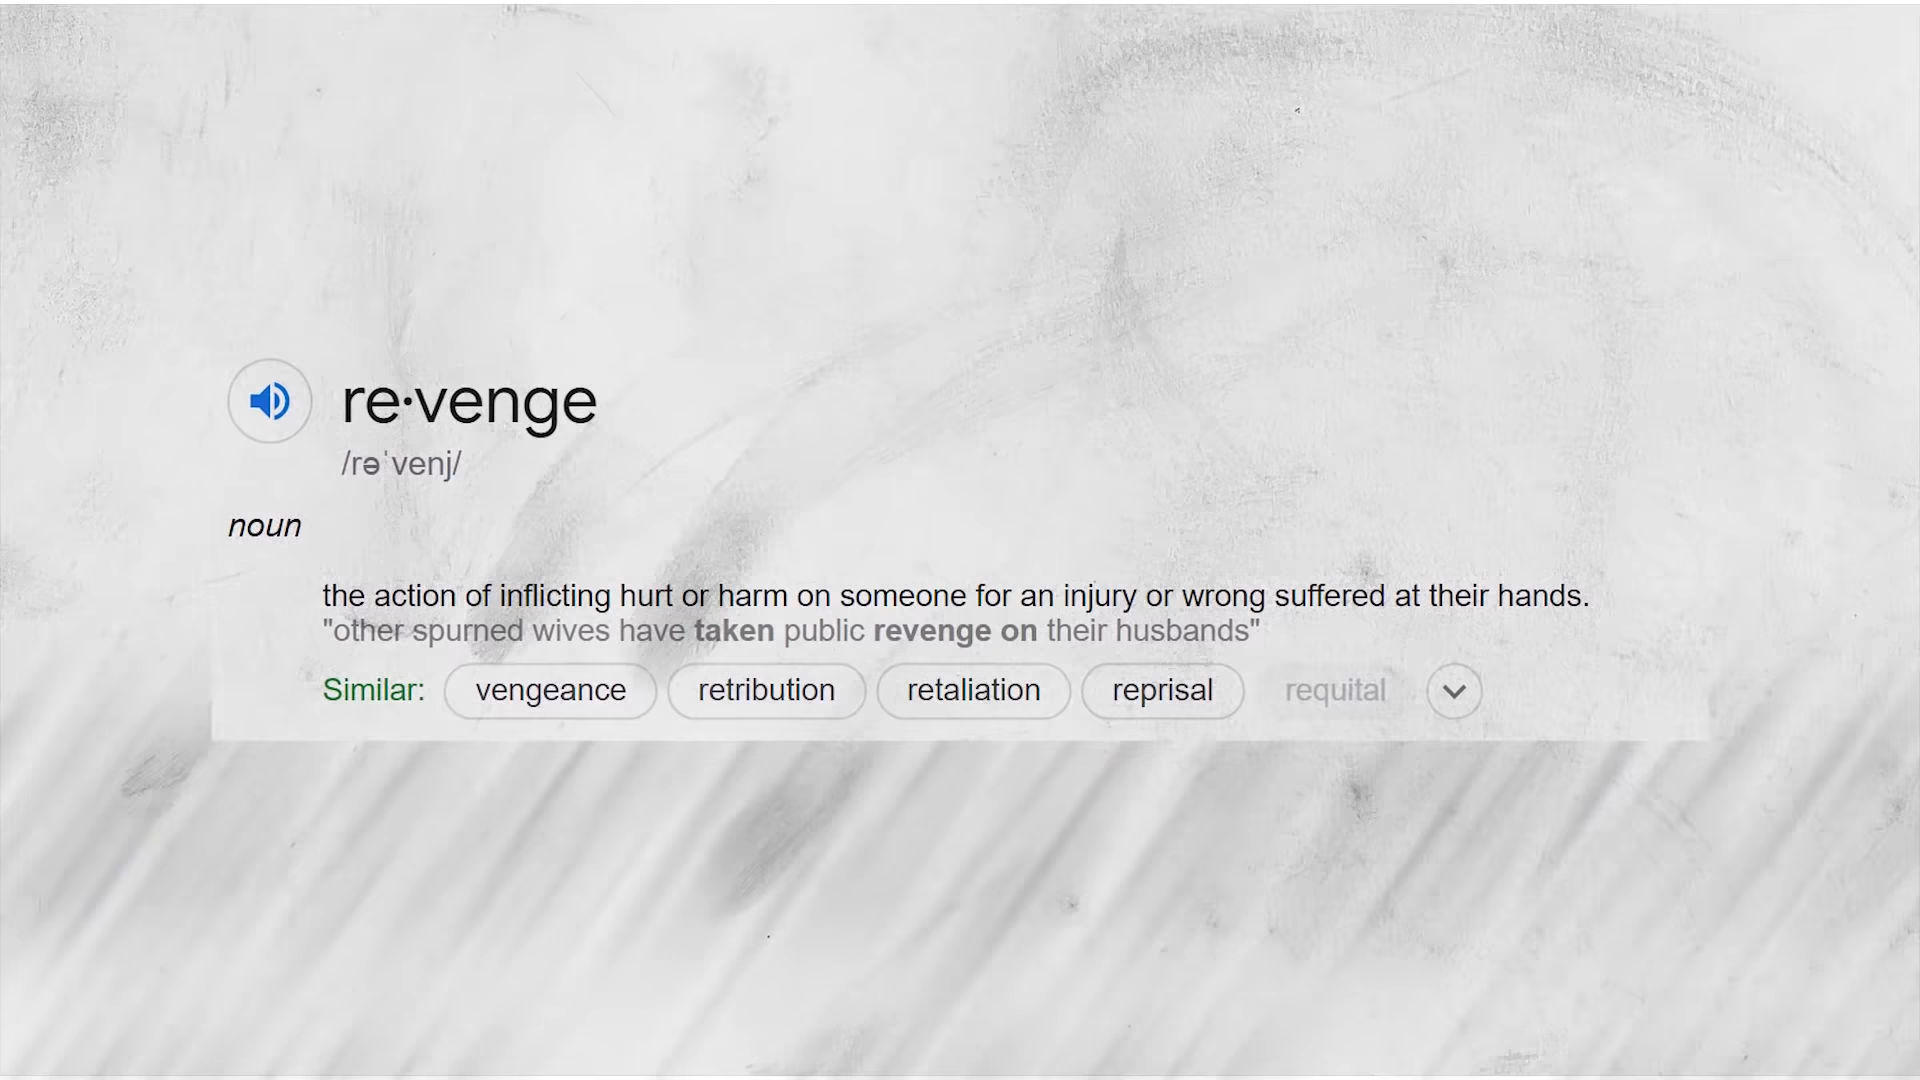 re·venge
/rəˈvenj/
noun
the action of inflicting hurt or harm on someone for an injury or wrong suffered at their hands.
"other spurned wives have taken public revenge on their husbands"
Similar: vengeance retribution retaliation reprisal requital